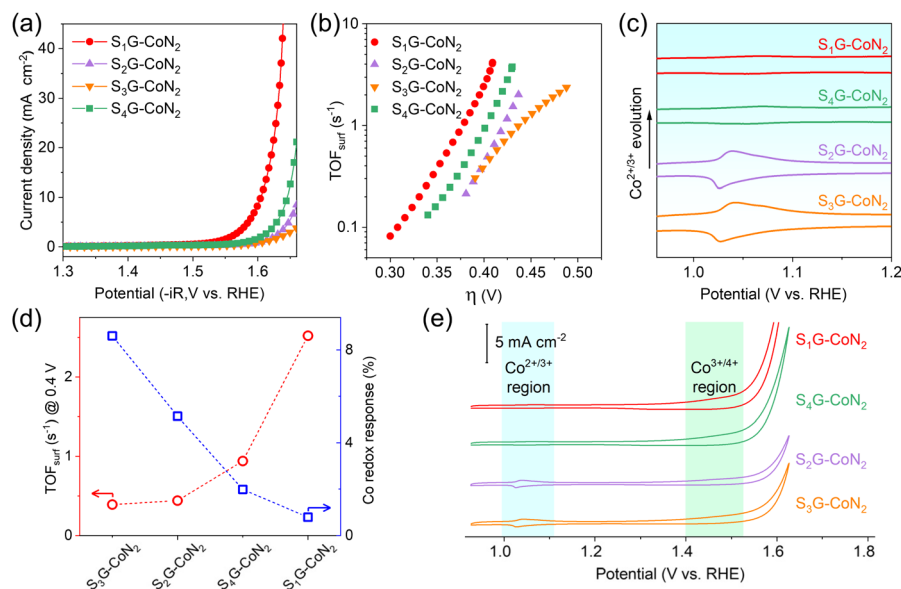 (a)
40
30
20
10
0
1.3
1.4
1.5
1.6
Current density (mA cm⁻²)
Potential (-iR,V vs. RHE)
S₁G-CoN₂
S₂G-CoN₂
S₃G-CoN₂
S₄G-CoN₂
(b)
10
1
0.1
0.30
0.35
0.40
0.45
0.50
TOF_surf (s⁻¹)
η (V)
S₁G-CoN₂
S₂G-CoN₂
S₃G-CoN₂
S₄G-CoN₂
(c)
S₁G-CoN₂
S₄G-CoN₂
S₂G-CoN₂
S₃G-CoN₂
Co²⁺/³⁺ evolution
1.0
1.1
1.2
Potential (V vs. RHE)
(d)
2
1
0
TOF_surf (s⁻¹) @ 0.4 V
8
4
0
Co redox response (%)
S₃G-CoN₂
S₂G-CoN₂
S₄G-CoN₂
S₁G-CoN₂
(e)
5 mA cm⁻²
Co²⁺/³⁺
region
Co³⁺/⁴⁺
region
S₁G-CoN₂
S₄G-CoN₂
S₂G-CoN₂
S₃G-CoN₂
1.0
1.2
1.4
1.6
1.8
Potential (V vs. RHE)